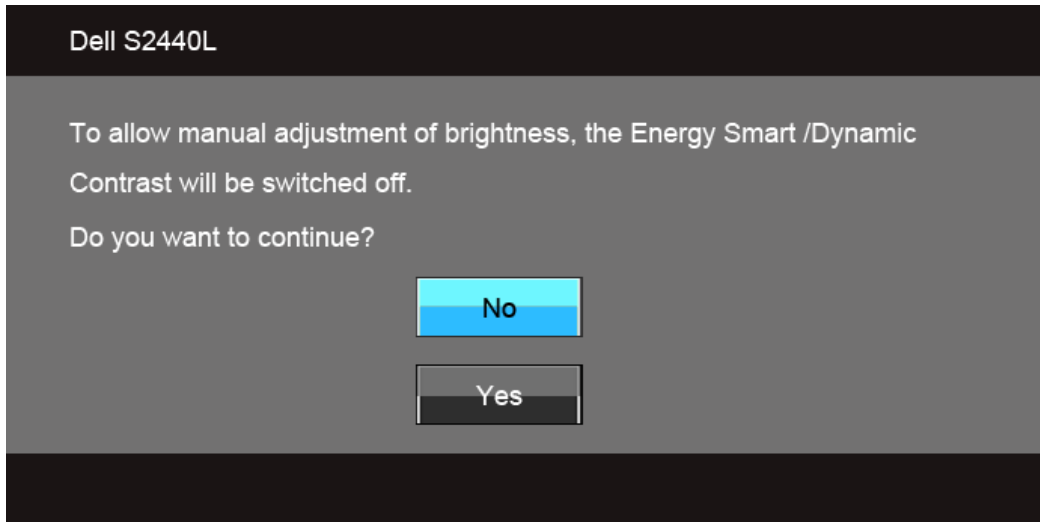 Dell S2440L
To allow manual adjustment of brightness, the Energy Smart /Dynamic
Contrast will be switched off.
Do you want to continue?
No
Yes